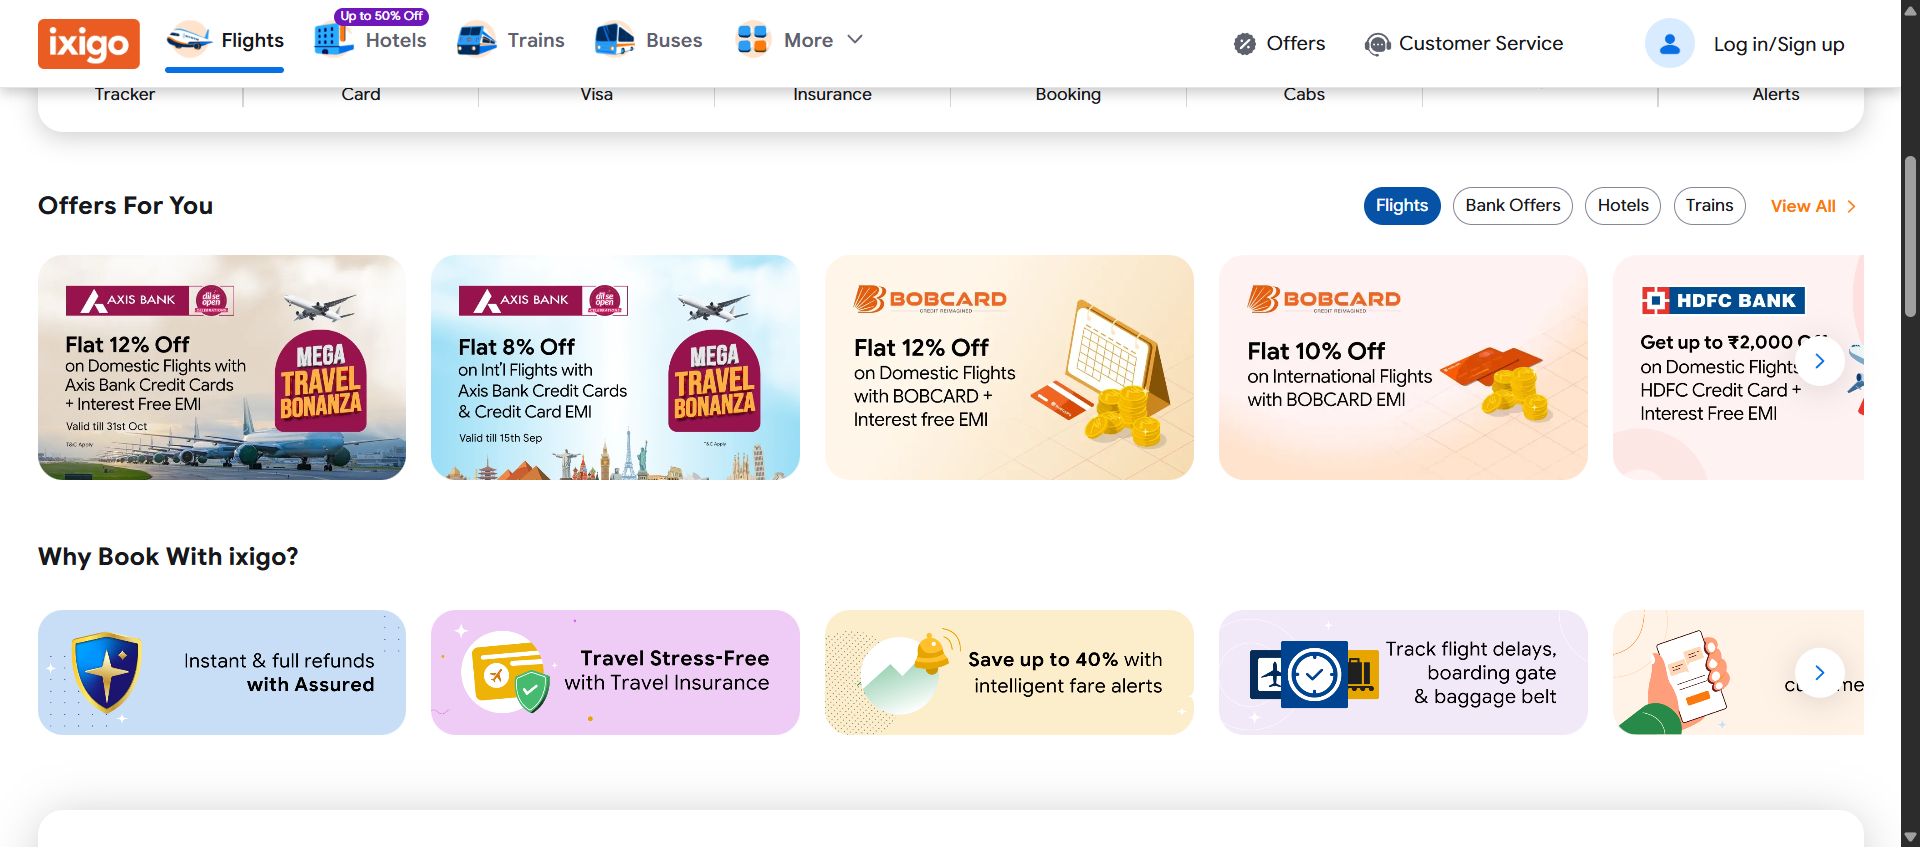 ixigo
Flights
Up to 50% Off
Hotels
Trains
Buses
More
Offers
Customer Service
Log in/Sign up
Tracker
Card
Visa
Insurance
Booking
Cabs
Alerts
Offers For You
Flights
Bank Offers
Hotels
Trains
View All
AXIS BANK
dil se
open
CELEBRATIONS
Flat 12% Off
on Domestic Flights with
Axis Bank Credit Cards
+ Interest Free EMI
Valid till 31st Oct
T&C Apply
MEGA
TRAVEL
BONANZA
AXIS BANK
dil se
open
CELEBRATIONS
Flat 8% Off
on Int'l Flights with
Axis Bank Credit Cards
& Credit Card EMI
Valid till 15th Sep
MEGA
TRAVEL
BONANZA
T&C Apply
BOBCARD
CREDIT REIMAGINED
Flat 12% Off
on Domestic Flights
with BOBCARD +
Interest free EMI
BOBCARD
CREDIT REIMAGINED
Flat 10% Off
on International Flights
with BOBCARD EMI
HDFC BANK
Get up to ₹2,000
on Domestic Flights
HDFC Credit Card +
Interest Free EMI
Why Book With ixigo?
Instant & full refunds
with Assured
Travel Stress-Free
with Travel Insurance
Save up to 40% with
intelligent fare alerts
Track flight delays,
boarding gate
& baggage belt